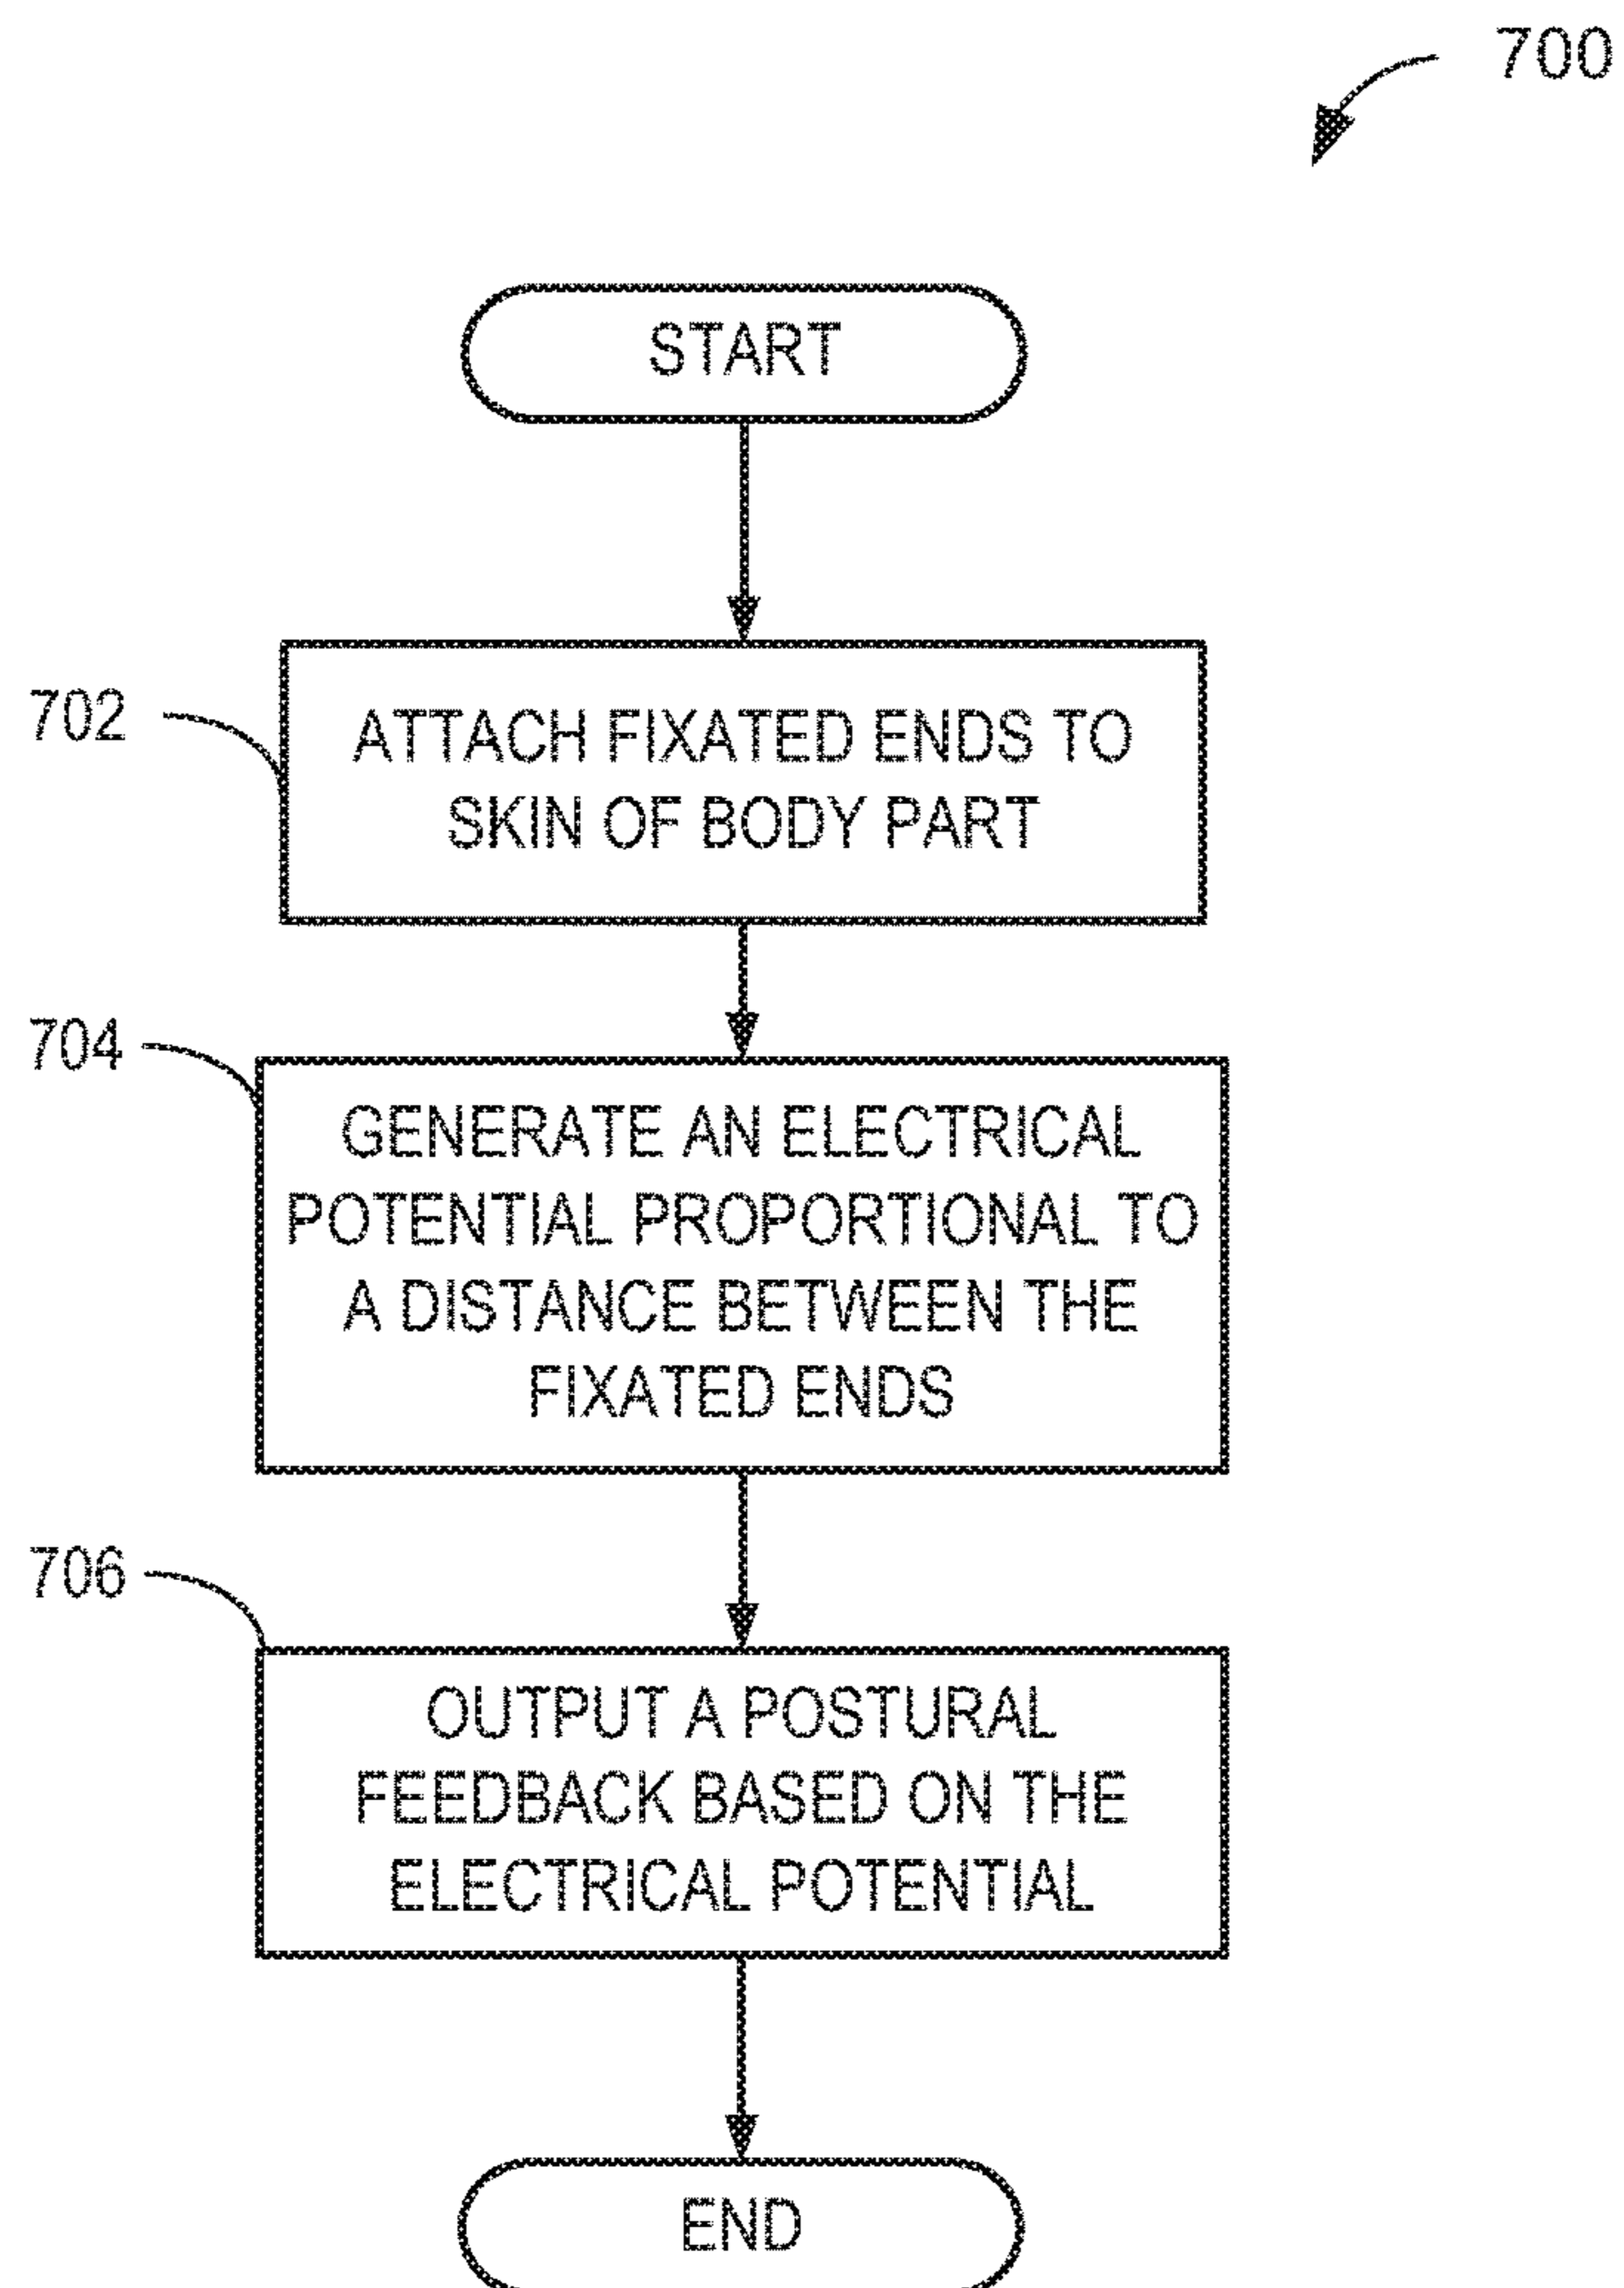 700
START
702
ATTACH FIXATED ENDS TO
SKIN OF BODY PART
704
GENERATE AN ELECTRICAL
POTENTIAL PROPORTIONAL TO
A DISTANCE BETWEEN THE
FIXATED ENDS
706
OUTPUT A POSTURAL
FEEDBACK BASED ON THE
ELECTRICAL POTENTIAL
END